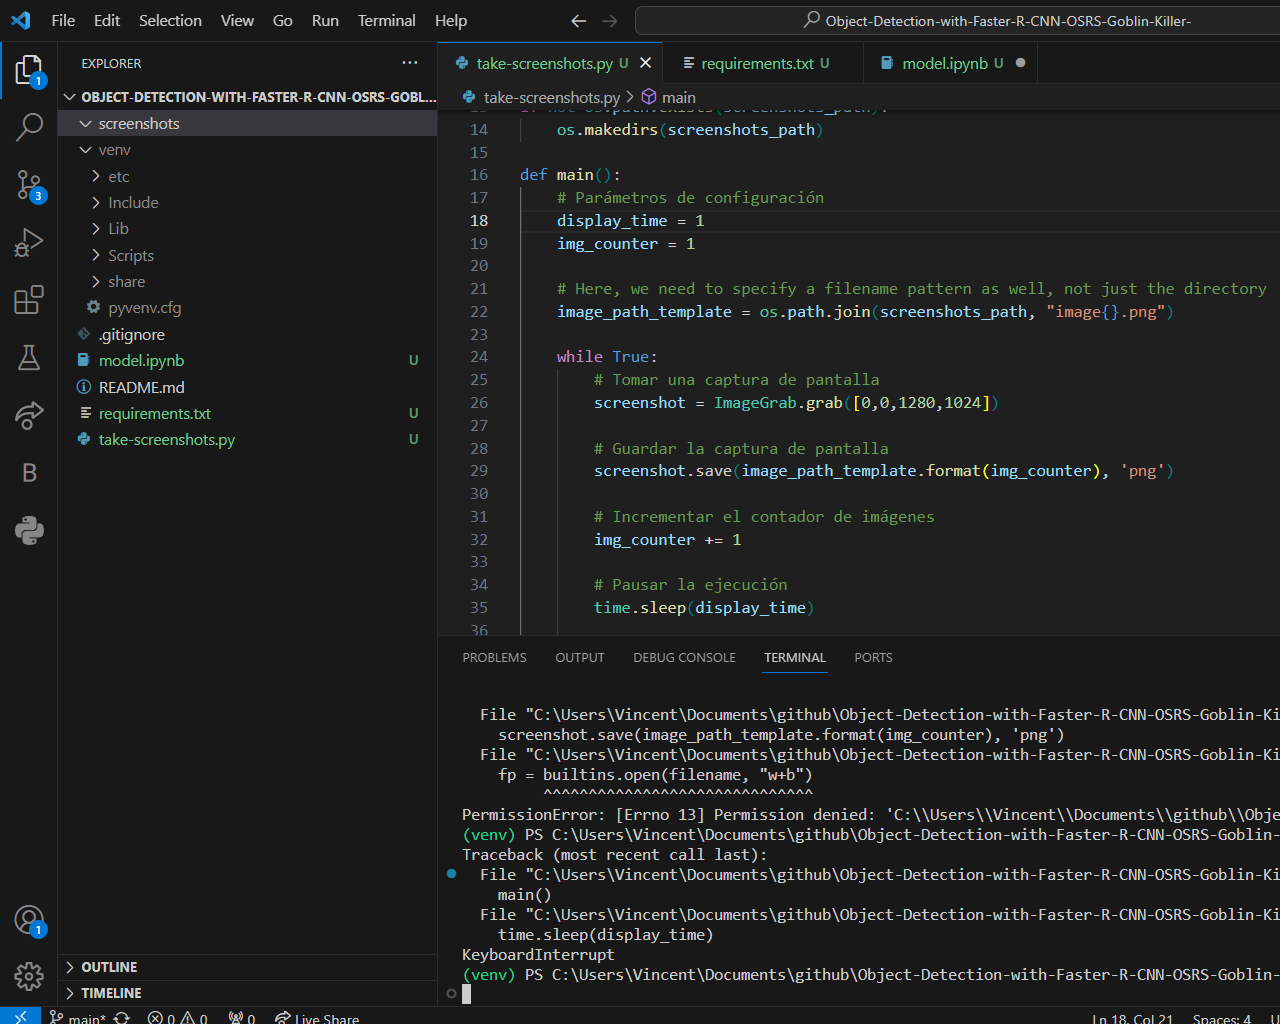 File Edit Selection View Go Run Terminal Help
Object-Detection-with-Faster-R-CNN-OSRS-Goblin-Killer-
EXPLORER
OBJECT-DETECTION-WITH-FASTER-R-CNN-OSRS-GOBL...
screenshots
venv
etc
Include
Lib
Scripts
share
pyvenv.cfg
.gitignore
model.ipynb U
README.md
requirements.txt U
take-screenshots.py U
OUTLINE
TIMELINE
1
3
B
1
take-screenshots.py U
requirements.txt U
model.ipynb U
take-screenshots.py > main
14 os.makedirs(screenshots_path)
15
16 def main():
17 # Parámetros de configuración
18 display_time = 1
19 img_counter = 1
20
21 # Here, we need to specify a filename pattern as well, not just the directory
22 image_path_template = os.path.join(screenshots_path, "image{}.png")
23
24 while True:
25 # Tomar una captura de pantalla
26 screenshot = ImageGrab.grab([0,0,1280,1024])
27
28 # Guardar la captura de pantalla
29 screenshot.save(image_path_template.format(img_counter), 'png')
30
31 # Incrementar el contador de imágenes
32 img_counter += 1
33
34 # Pausar la ejecución
35 time.sleep(display_time)
36
PROBLEMS OUTPUT DEBUG CONSOLE TERMINAL PORTS
File "C:\Users\Vincent\Documents\github\Object-Detection-with-Faster-R-CNN-OSRS-Goblin-Ki
screenshot.save(image_path_template.format(img_counter), 'png')
File "C:\Users\Vincent\Documents\github\Object-Detection-with-Faster-R-CNN-OSRS-Goblin-Ki
fp = builtins.open(filename, "w+b")
^^^^^^^^^^^^^^^^^^^^^^^^^^^^^^
PermissionError: [Errno 13] Permission denied: 'C:\\Users\\Vincent\\Documents\\github\\Obje
(venv) PS C:\Users\Vincent\Documents\github\Object-Detection-with-Faster-R-CNN-OSRS-Goblin-
Traceback (most recent call last):
File "C:\Users\Vincent\Documents\github\Object-Detection-with-Faster-R-CNN-OSRS-Goblin-Ki
main()
File "C:\Users\Vincent\Documents\github\Object-Detection-with-Faster-R-CNN-OSRS-Goblin-Ki
time.sleep(display_time)
KeyboardInterrupt
(venv) PS C:\Users\Vincent\Documents\github\Object-Detection-with-Faster-R-CNN-OSRS-Goblin-
main* 0 0 0 Live Share Ln 18, Col 21 Spaces: 4